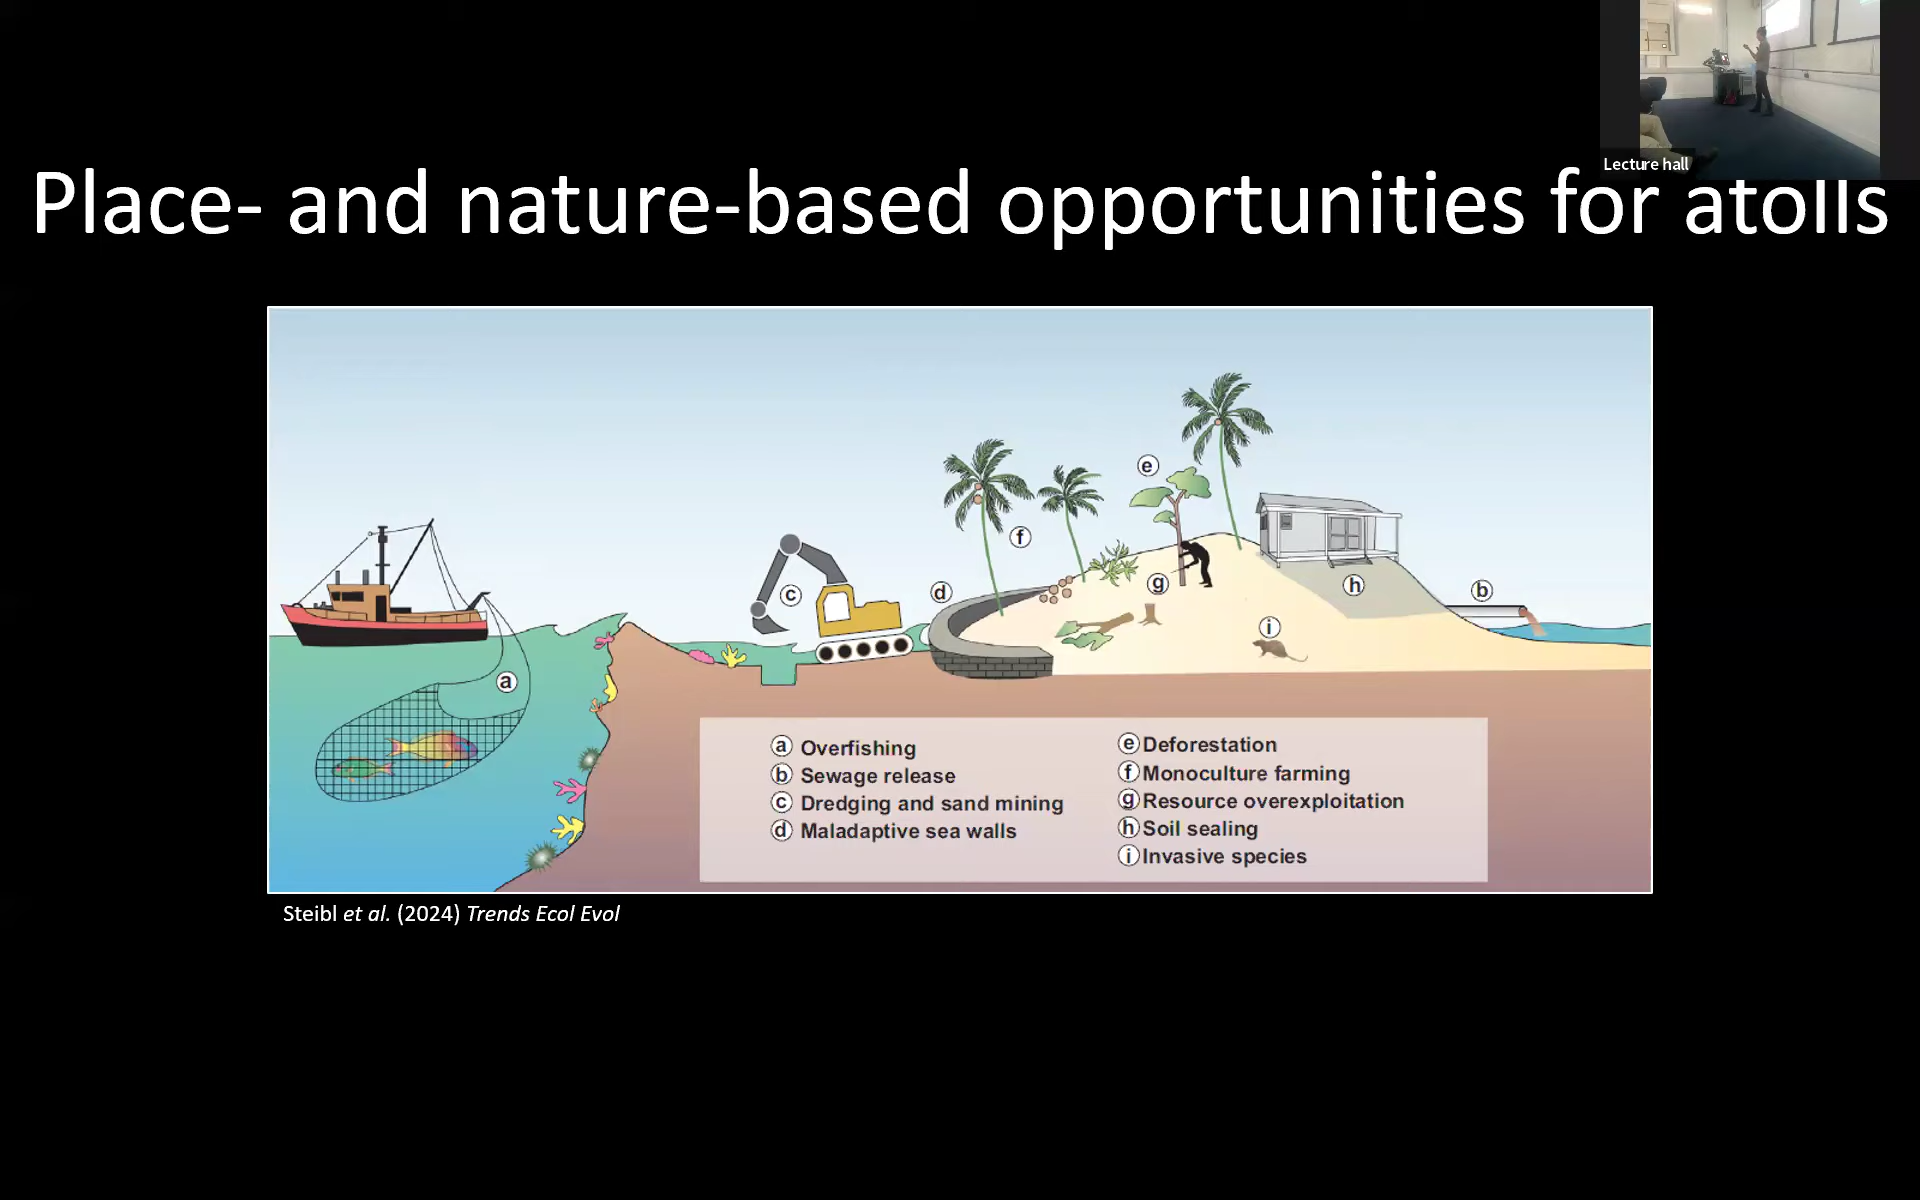 Lecture hall
Place- and nature-based opportunities for atolls
e
f
c
d
g
h
b
i
a
a Overfishing
b Sewage release
c Dredging and sand mining
d Maladaptive sea walls
e Deforestation
f Monoculture farming
g Resource overexploitation
h Soil sealing
i Invasive species
Steibl et al. (2024) Trends Ecol Evol